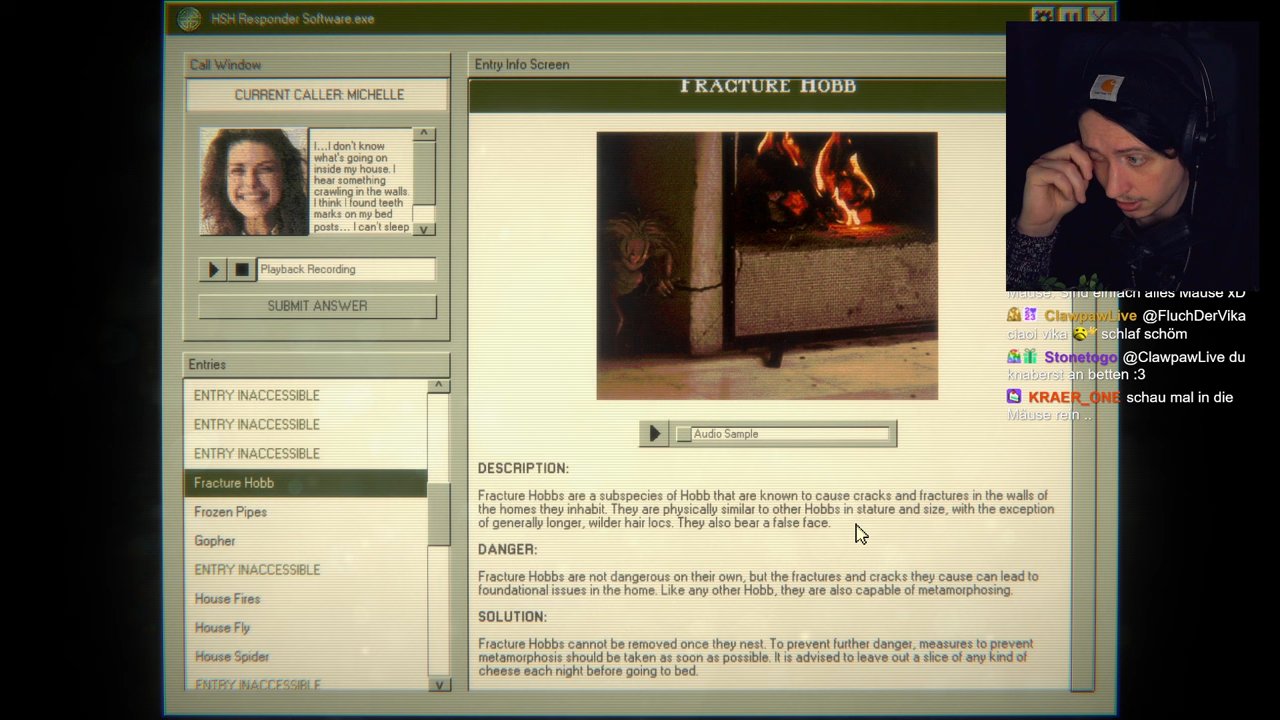 HSH Responder Software.exe
Call Window
CURRENT CALLER: MICHELLE
I...I don't know
what's going on
inside my house. I
hear something
crawling in the walls.
I think I found teeth
marks on my bed
posts... I can't sleep
Playback Recording
SUBMIT ANSWER
Entries
ENTRY INACCESSIBLE
ENTRY INACCESSIBLE
ENTRY INACCESSIBLE
Fracture Hobb
Frozen Pipes
Gopher
ENTRY INACCESSIBLE
House Fires
House Fly
House Spider
ENTRY INACCESSIBLE
Entry Info Screen
FRACTURE HOBB
Audio Sample
DESCRIPTION:
Fracture Hobbs are a subspecies of Hobb that are known to cause cracks and fractures in the walls of
the homes they inhabit. They are physically similar to other Hobbs in stature and size, with the exception
of generally longer, wilder hair locs. They also bear a false face.
DANGER:
Fracture Hobbs are not dangerous on their own, but the fractures and cracks they cause can lead to
foundational issues in the home. Like any other Hobb, they are also capable of metamorphosing.
SOLUTION:
Fracture Hobbs cannot be removed once they nest. To prevent further danger, measures to prevent
metamorphosis should be taken as soon as possible. It is advised to leave out a slice of any kind of
cheese each night before going to bed.
Mäuse. Sind einfach alles Mäuse xD
ClawpawLive @FluchDerVika
ciaoi vika schlaf schöm
Stonetogo @ClawpawLive du
knaberst an betten :3
KRAER_ONE schau mal in die
Mäuse rein ..